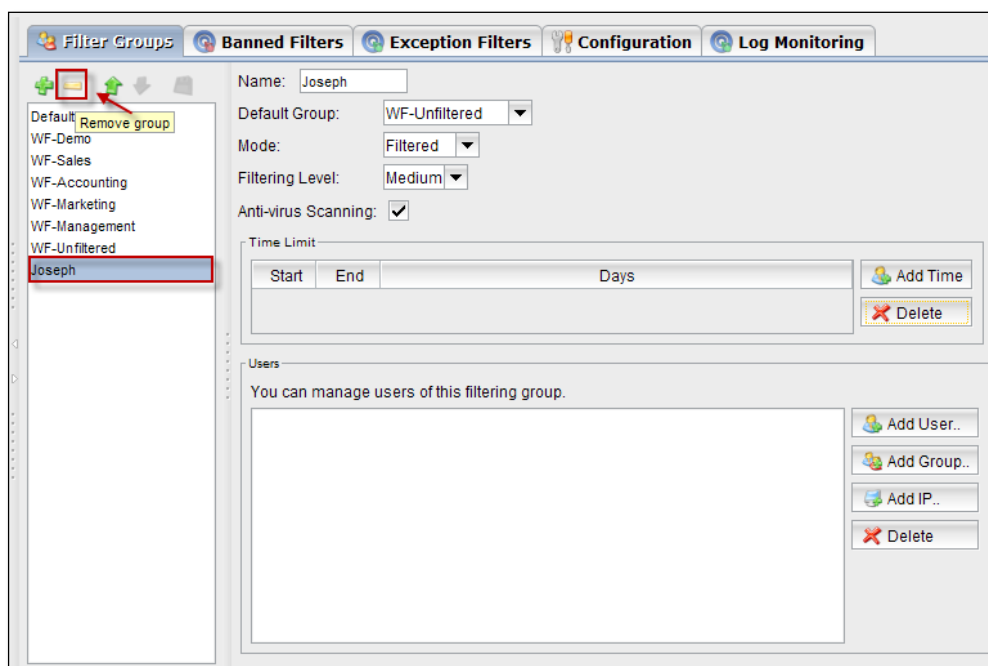 Filter Groups Banned Filters Exception Filters Configuration Log Monitoring
Remove group
Default
WF-Demo
WF-Sales
WF-Accounting
WF-Marketing
WF-Management
WF-Unfiltered
Joseph
Name: Joseph
Default Group: WF-Unfiltered
Mode: Filtered
Filtering Level: Medium
Anti-virus Scanning:
Time Limit
Start End Days
Add Time
Delete
Users
You can manage users of this filtering group.
Add User..
Add Group..
Add IP..
Delete